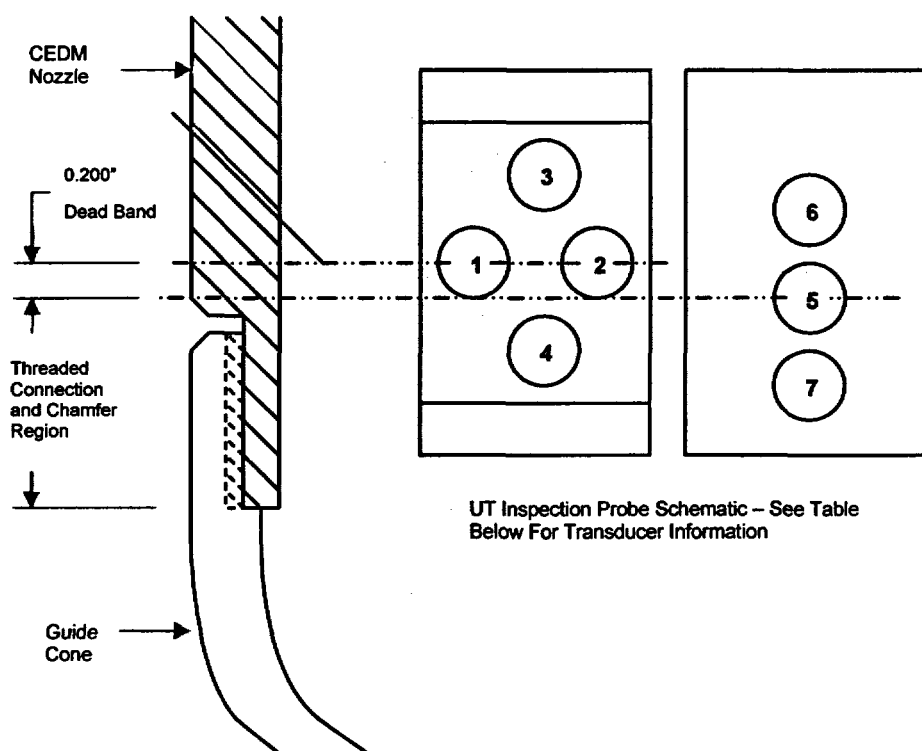 CEDM
Nozzle
0.200"
Dead Band
Threaded
Connection
and Chamfer
Region
Guide
Cone
3
1 2
4
6
5
7
UT Inspection Probe Schematic – See Table
Below For Transducer Information